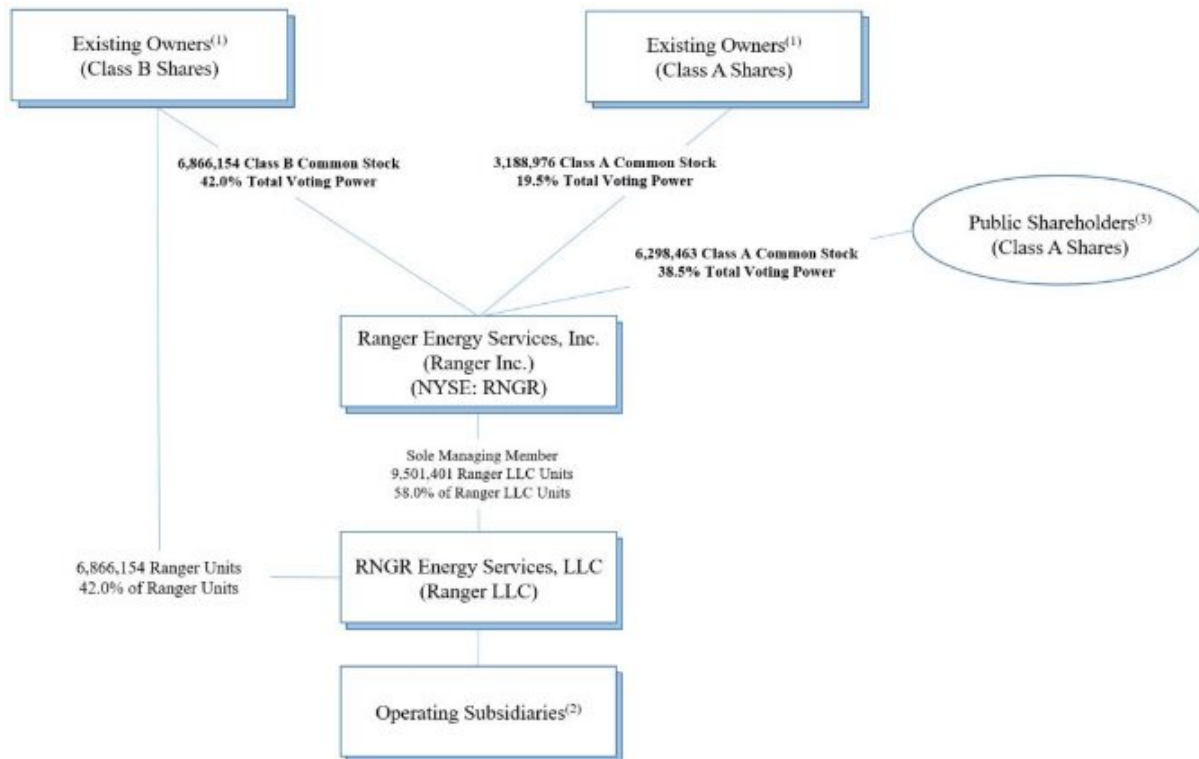 Existing Owners(1)
(Class B Shares)
Existing Owners(1)
(Class A Shares)
6,866,154 Class B Common Stock
42.0% Total Voting Power
3,188,976 Class A Common Stock
19.5% Total Voting Power
Public Shareholders(3)
(Class A Shares)
6,298,463 Class A Common Stock
38.5% Total Voting Power
Ranger Energy Services, Inc.
(Ranger Inc.)
(NYSE: RNGR)
Sole Managing Member
9,501,401 Ranger LLC Units
58.0% of Ranger LLC Units
6,866,154 Ranger Units
42.0% of Ranger Units
RNGR Energy Services, LLC
(Ranger LLC)
Operating Subsidiaries(2)